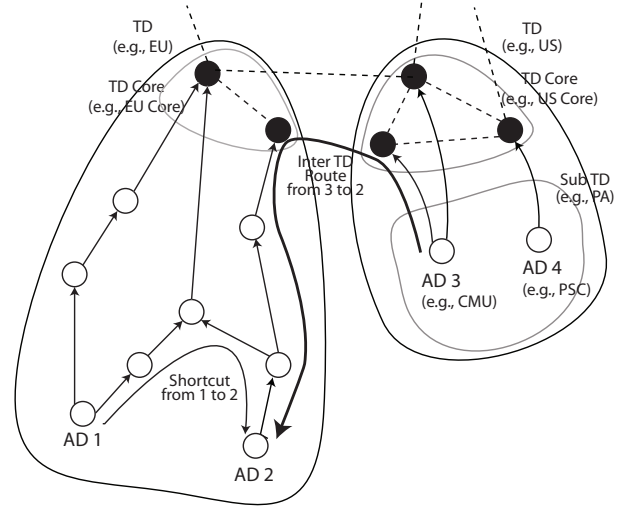 TD
(e.g., EU)
TD Core
(e.g., EU Core)
TD
(e.g., US)
TD Core
(e.g., US Core)
Inter TD
Route
from 3 to 2
Sub TD
(e.g., PA)
AD 3
(e.g., CMU)
AD 4
(e.g., PSC)
Shortcut
from 1 to 2
AD 1
AD 2